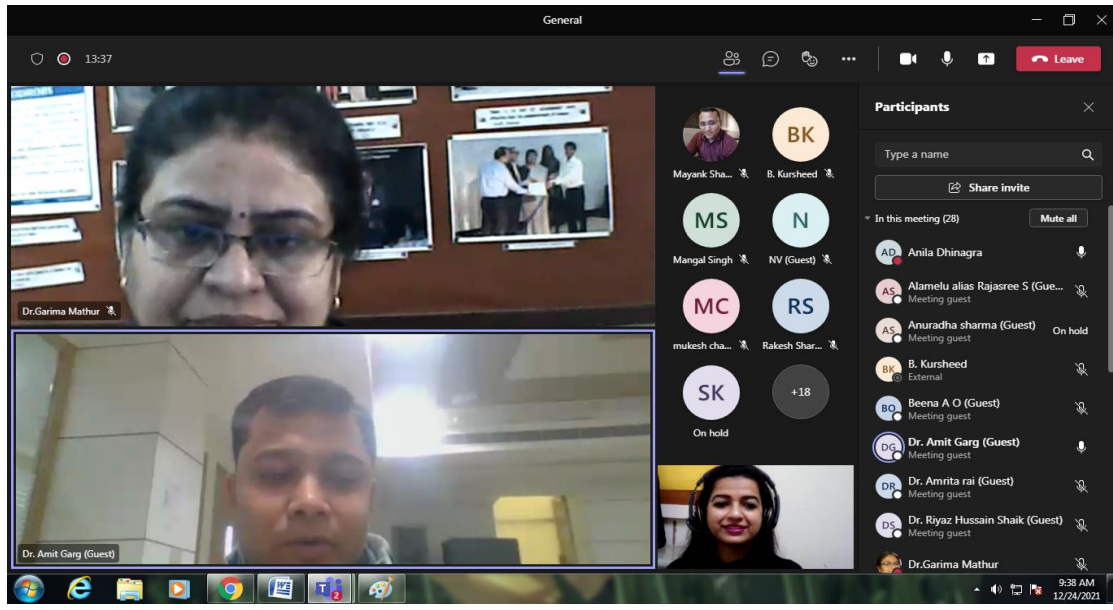 General
13:37
Leave
Dr.Garima Mathur
Dr. Amit Garg (Guest)
Mayank Sha...
BK
B. Kursheed
MS
Mangal Singh
N
NV (Guest)
MC
mukesh cha...
RS
Rakesh Shar...
SK
On hold
+18
Participants
Type a name
Share invite
In this meeting (28)
Mute all
AD
Anila Dhinagra
AS
Alamelu alias Rajasree S (Gue...
Meeting guest
AS
Anuradha sharma (Guest)
Meeting guest
On hold
BK
B. Kursheed
External
BO
Beena A O (Guest)
Meeting guest
DG
Dr. Amit Garg (Guest)
Meeting guest
DR
Dr. Amrita rai (Guest)
Meeting guest
DS
Dr. Riyaz Hussain Shaik (Guest)
Meeting guest
Dr.Garima Mathur
2
9:38 AM
12/24/2021